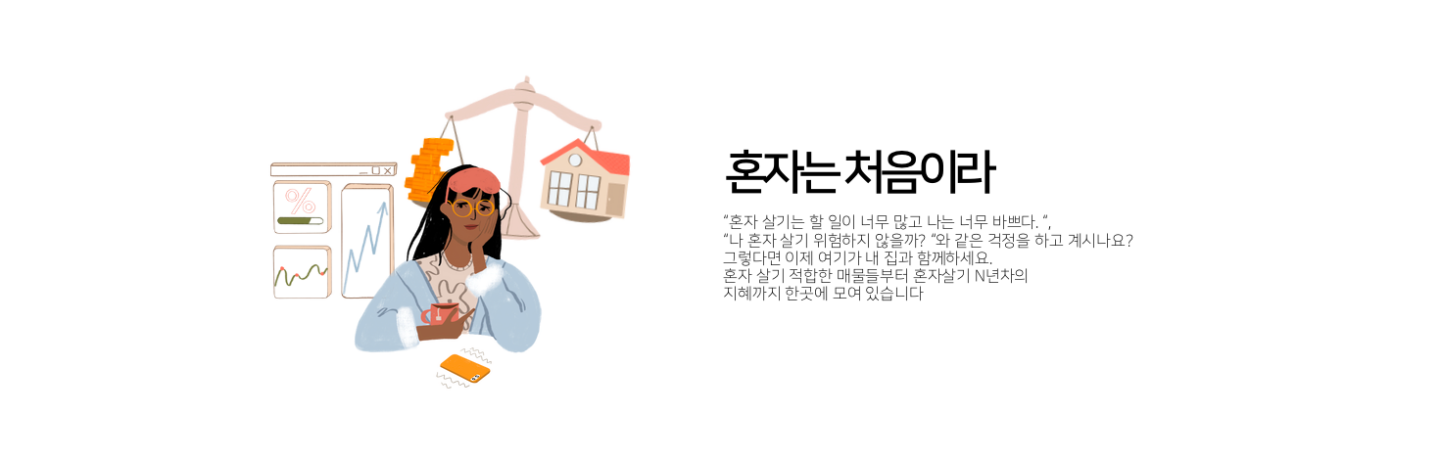 %
혼자는 처음이라
“혼자 살기는 할 일이 너무 많고 나는 너무 바쁘다. “,
“나 혼자 살기 위험하지 않을까? “와 같은 걱정을 하고 계시나요?
그렇다면 이제 여기가 내 집과 함께하세요.
혼자 살기 적합한 매물들부터 혼자살기 N년차의
지혜까지 한곳에 모여 있습니다